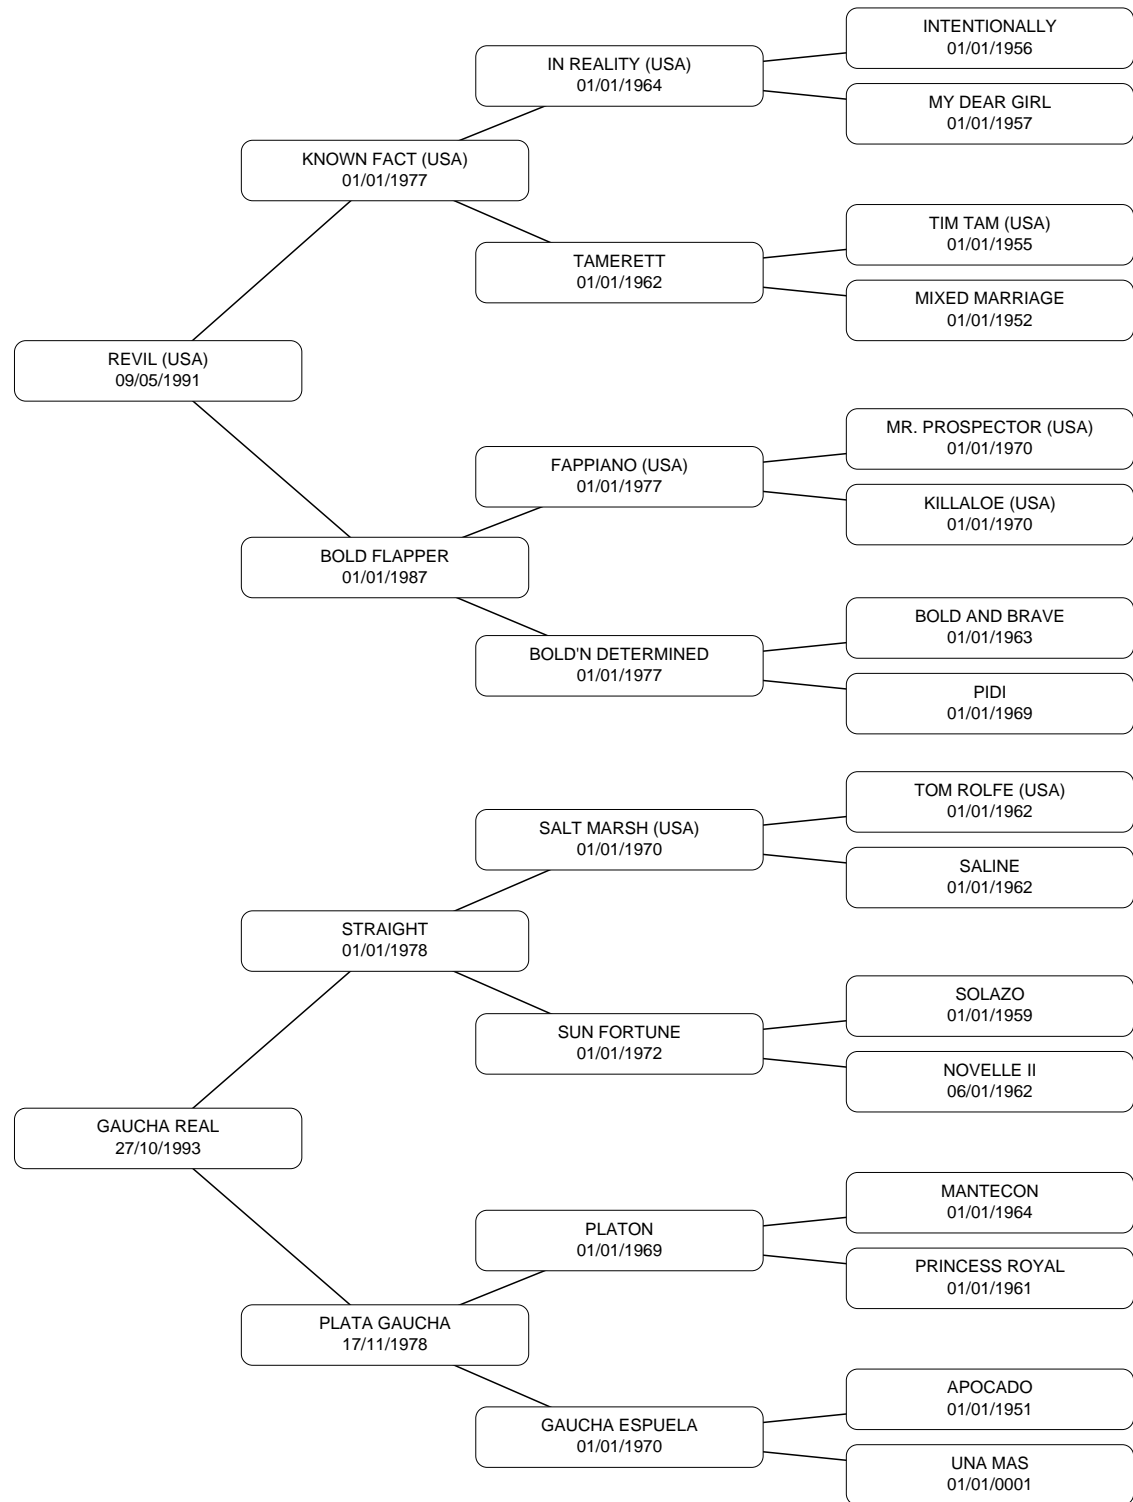 INTENTIONALLY
01/01/1956
IN REALITY (USA)
01/01/1964
MY DEAR GIRL
01/01/1957
KNOWN FACT (USA)
01/01/1977
TIM TAM (USA)
01/01/1955
TAMERETT
01/01/1962
MIXED MARRIAGE
01/01/1952
REVIL (USA)
09/05/1991
MR. PROSPECTOR (USA)
01/01/1970
FAPPIANO (USA)
01/01/1977
KILLALOE (USA)
01/01/1970
BOLD FLAPPER
01/01/1987
BOLD AND BRAVE
01/01/1963
BOLD'N DETERMINED
01/01/1977
PIDI
01/01/1969
TOM ROLFE (USA)
01/01/1962
SALT MARSH (USA)
01/01/1970
SALINE
01/01/1962
STRAIGHT
01/01/1978
SOLAZO
01/01/1959
SUN FORTUNE
01/01/1972
NOVELLE II
06/01/1962
GAUCHA REAL
27/10/1993
MANTECON
01/01/1964
PLATON
01/01/1969
PRINCESS ROYAL
01/01/1961
PLATA GAUCHA
17/11/1978
APOCADO
01/01/1951
GAUCHA ESPUELA
01/01/1970
UNA MAS
01/01/0001